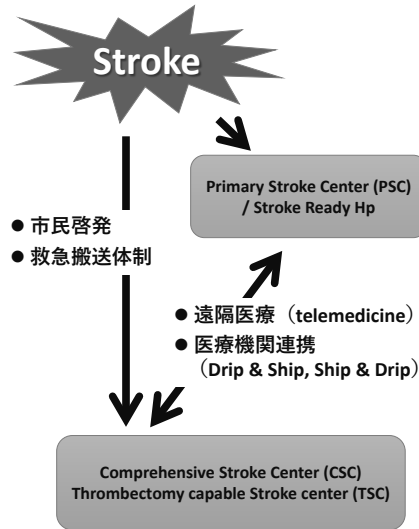 Stroke
Primary Stroke Center (PSC)
/ Stroke Ready Hp
● 市民啓発
● 救急搬送体制
● 遠隔医療（telemedicine）
● 医療機関連携
（Drip & Ship, Ship & Drip）
Comprehensive Stroke Center (CSC)
Thrombectomy capable Stroke center (TSC)